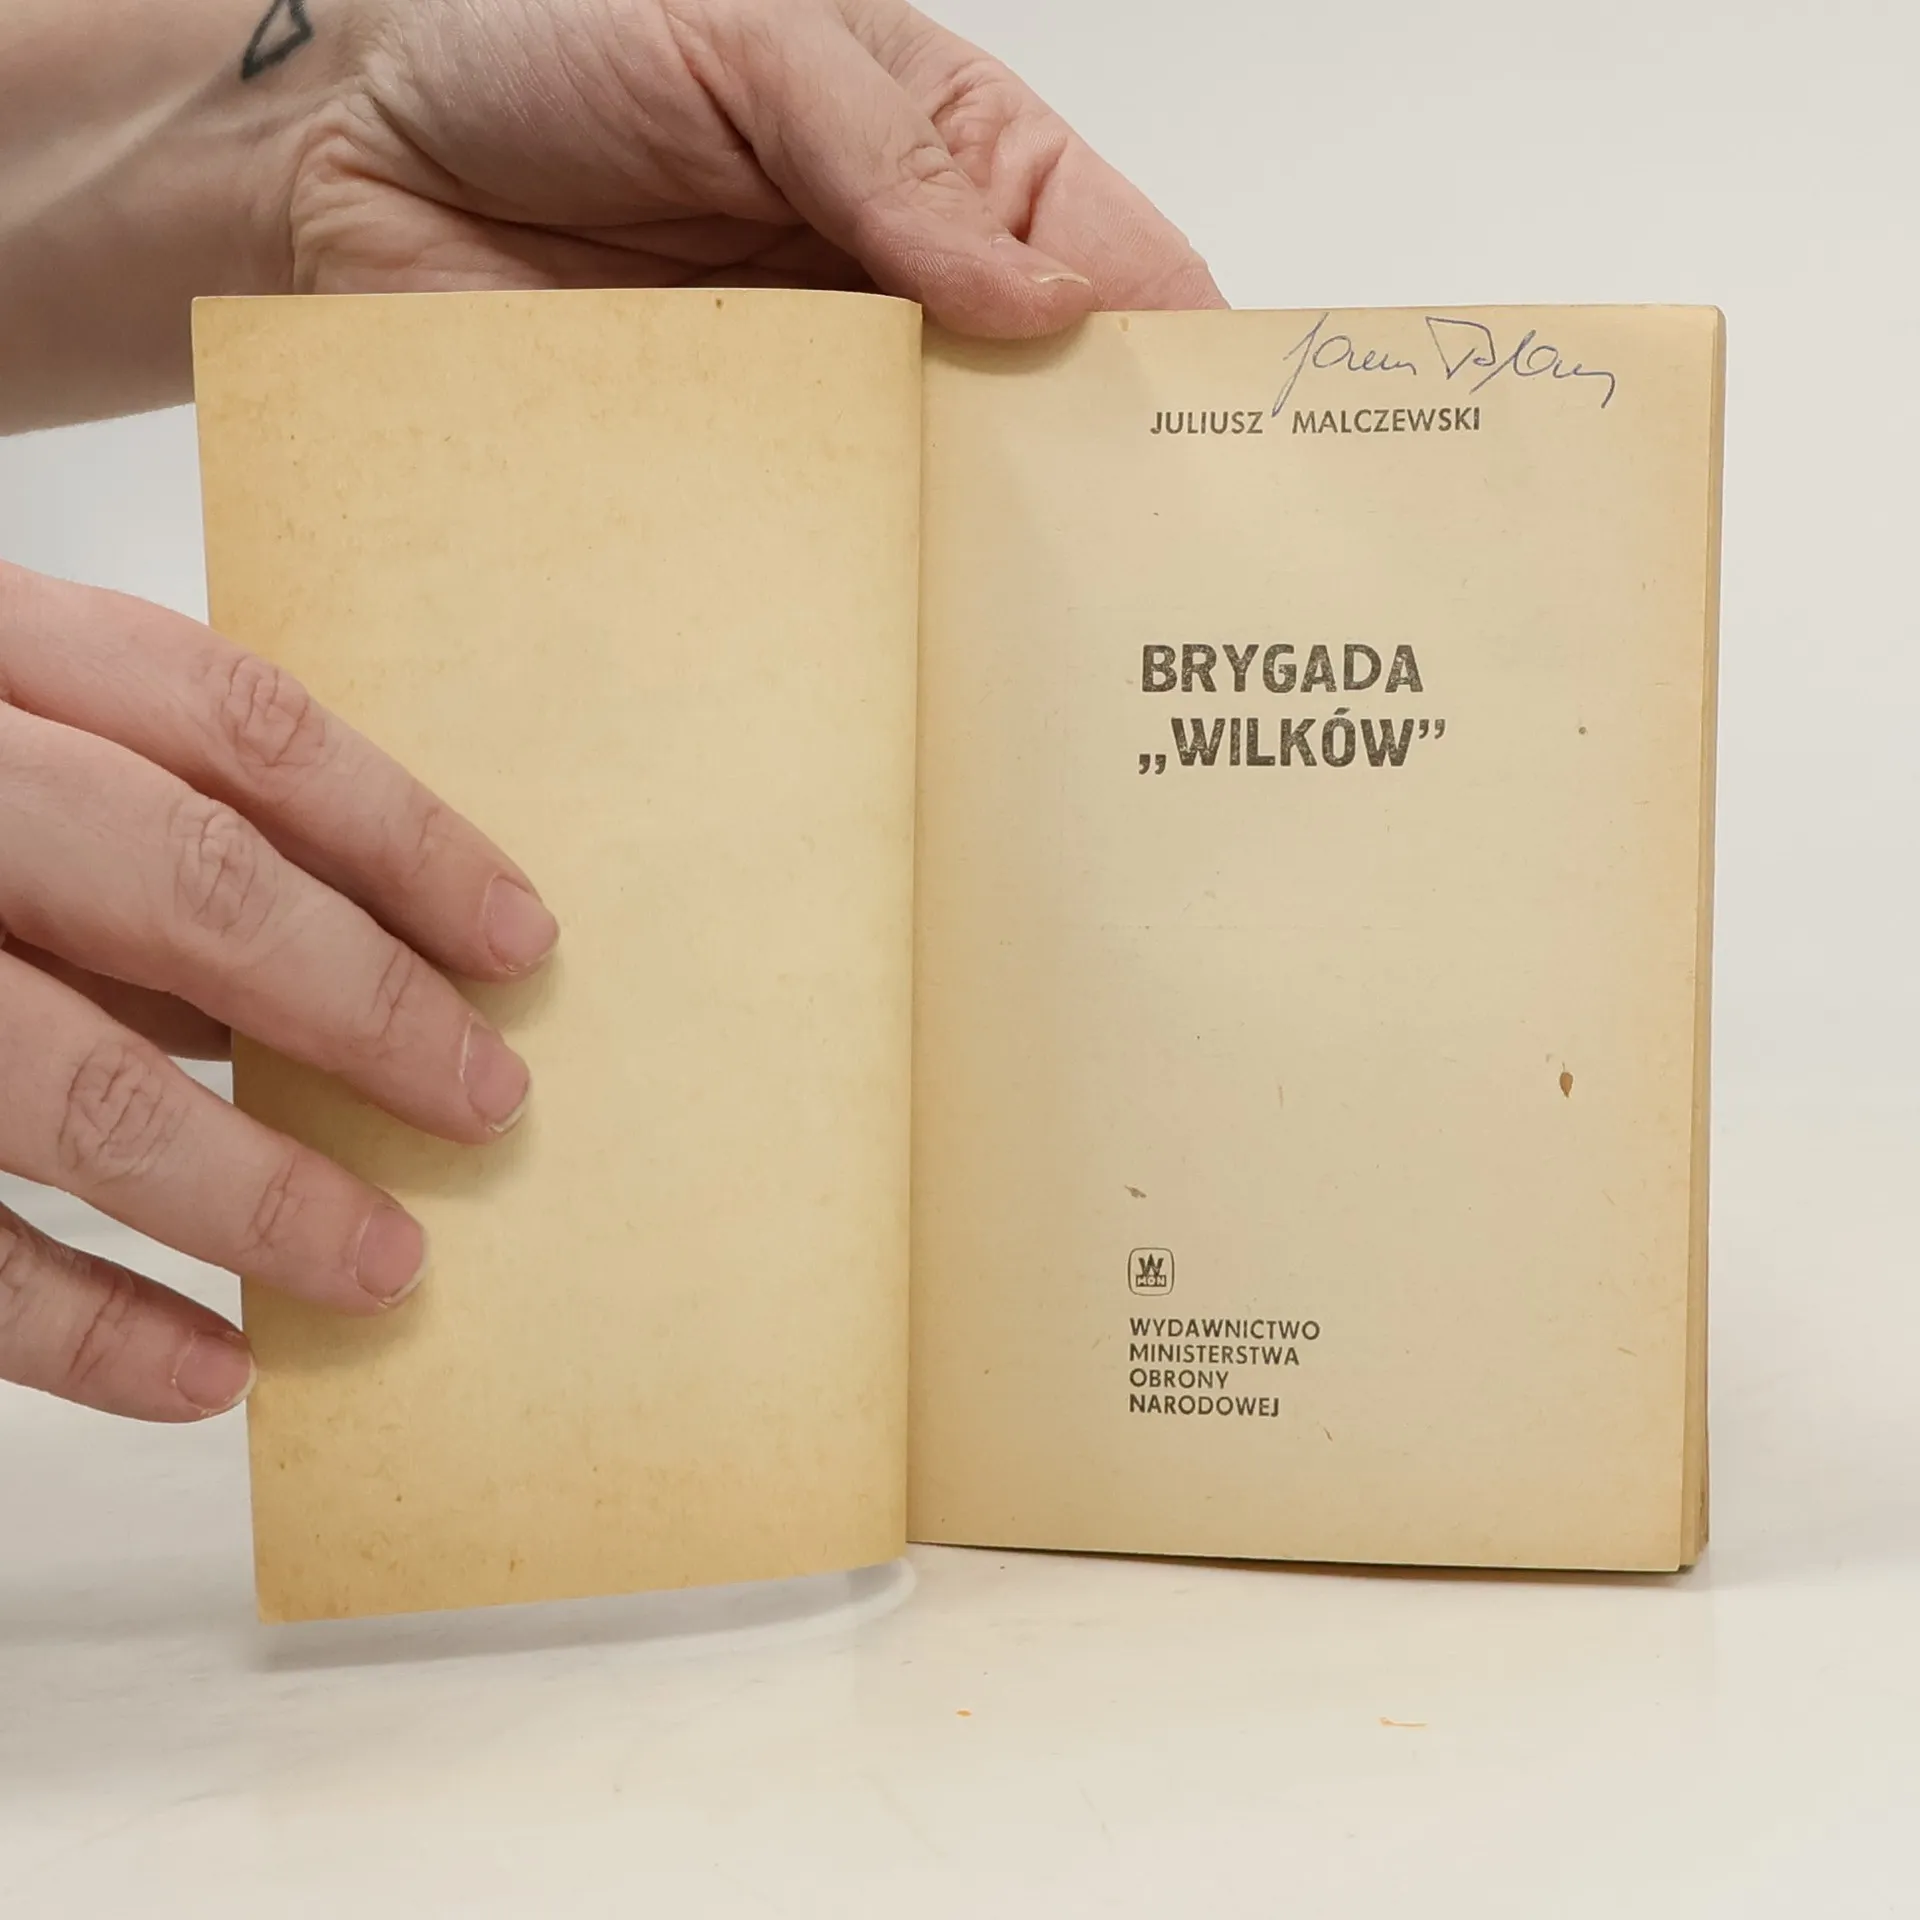 JULIUSZ MALCZEWSKI
BRYGADA
„WILKÓW”
W
MON
WYDAWNICTWO
MINISTERSTWA
OBRONY
NARODOWEJ